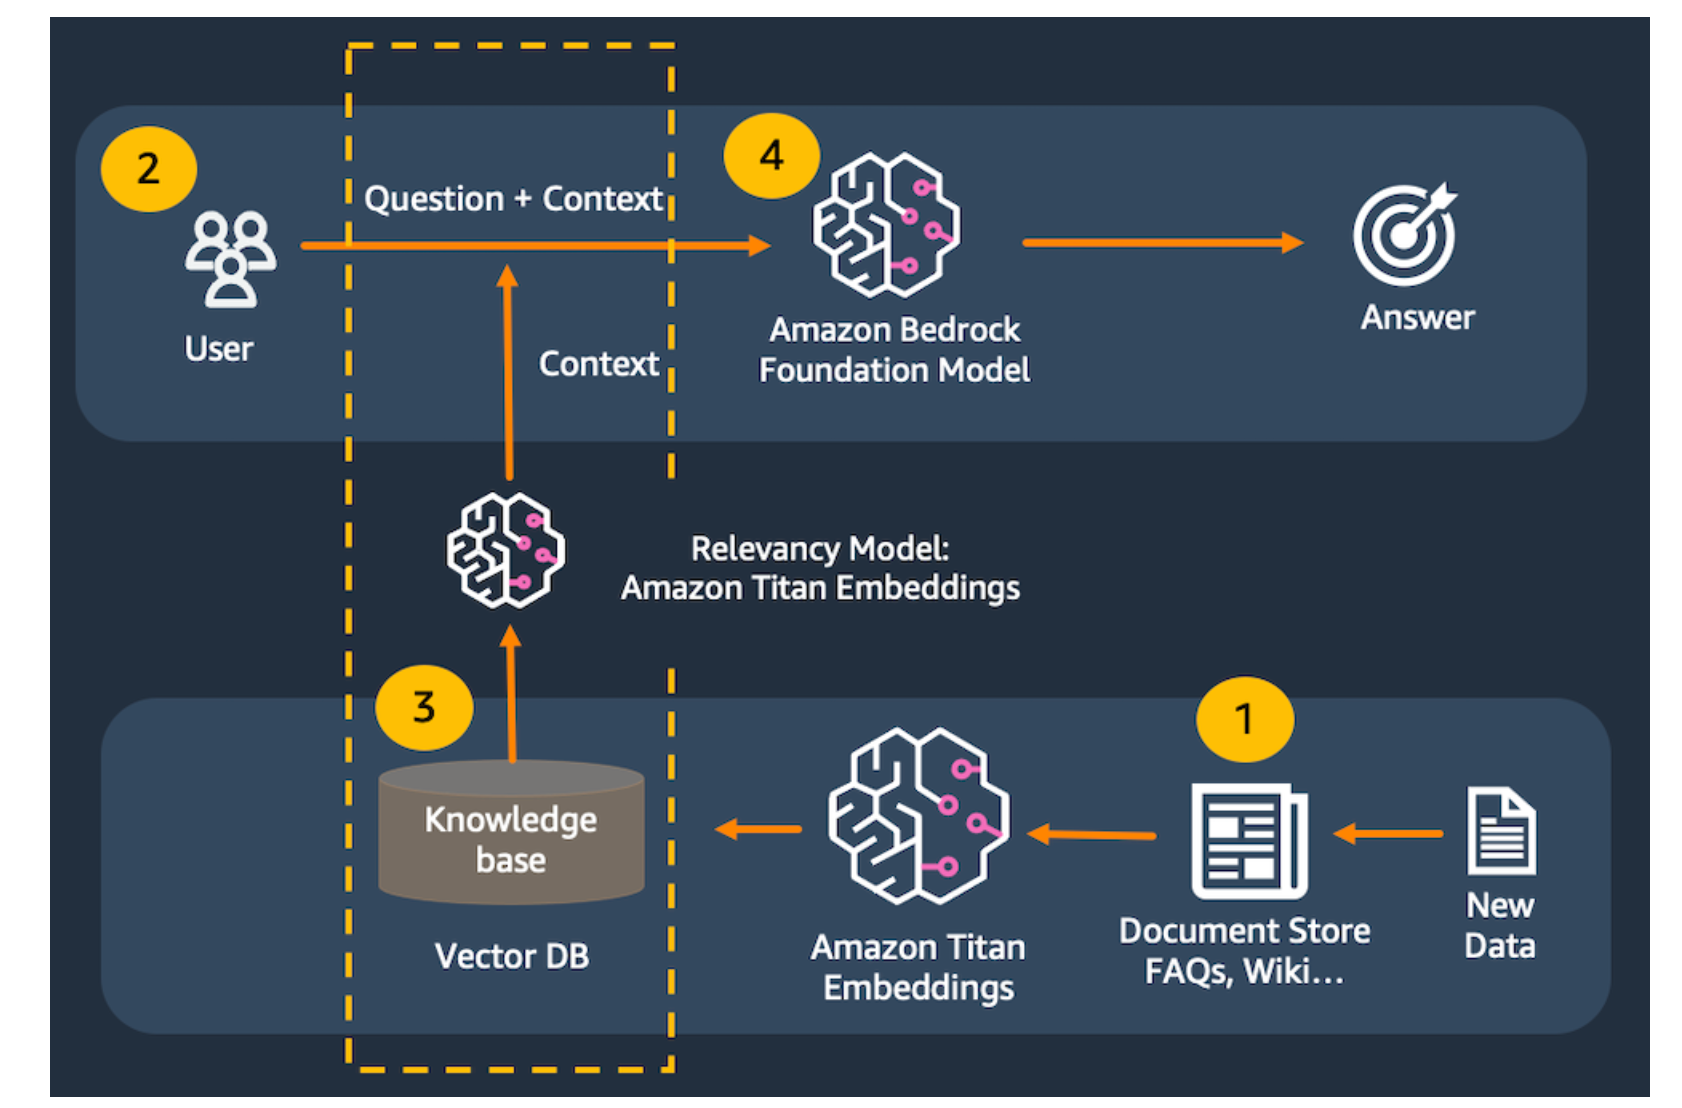 2
Question + Context
4
User
Context
Amazon Bedrock
Foundation Model
Answer
Relevancy Model:
Amazon Titan Embeddings
3
Knowledge
base
Vector DB
Amazon Titan
Embeddings
1
Document Store
FAQs, Wiki...
New
Data